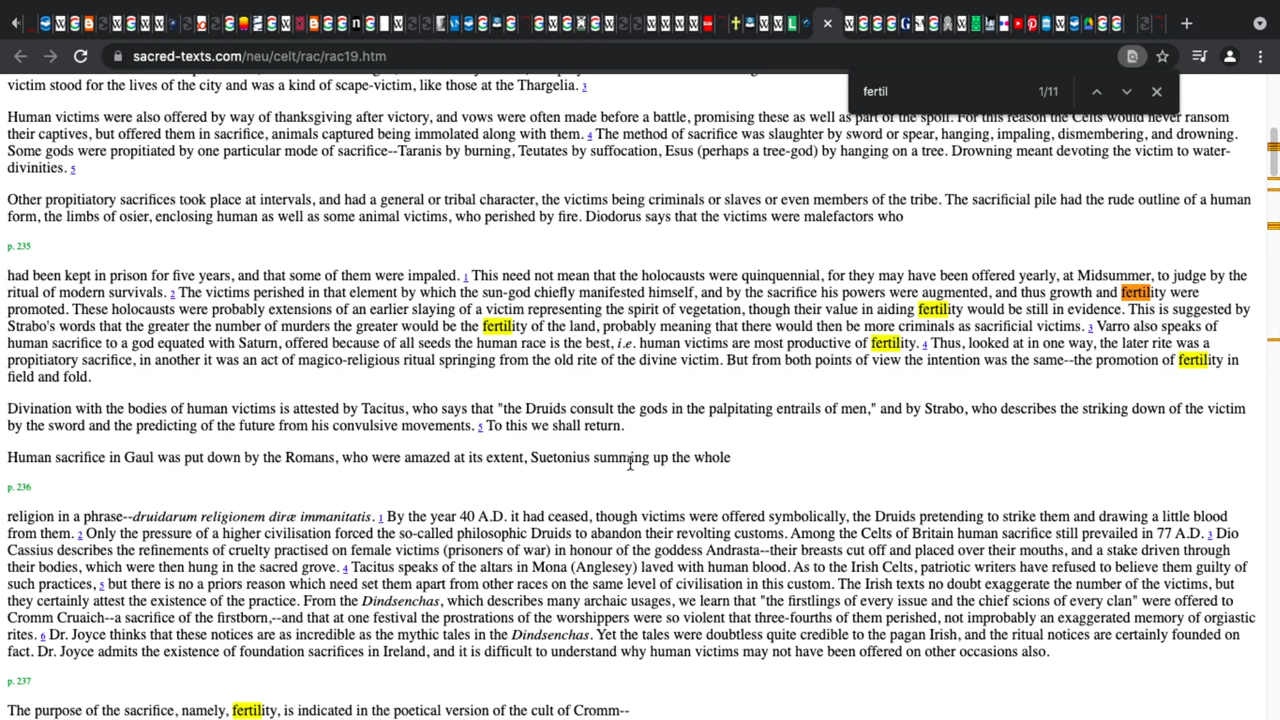 sacred-texts.com/neu/celt/rac/rac19.htm
fertil 1/11
victim stood for the lives of the city and was a kind of scape-victim, like those at the Thargelia. 3
Human victims were also offered by way of thanksgiving after victory, and vows were often made before a battle, promising these as well as part of the spoil. For this reason the Celts would never ransom
their captives, but offered them in sacrifice, animals captured being immolated along with them. 4 The method of sacrifice was slaughter by sword or spear, hanging, impaling, dismembering, and drowning.
Some gods were propitiated by one particular mode of sacrifice--Taranis by burning, Teutates by suffocation, Esus (perhaps a tree-god) by hanging on a tree. Drowning meant devoting the victim to water-
divinities. 5
Other propitiatory sacrifices took place at intervals, and had a general or tribal character, the victims being criminals or slaves or even members of the tribe. The sacrificial pile had the rude outline of a human
form, the limbs of osier, enclosing human as well as some animal victims, who perished by fire. Diodorus says that the victims were malefactors who
p. 235
had been kept in prison for five years, and that some of them were impaled. 1 This need not mean that the holocausts were quinquennial, for they may have been offered yearly, at Midsummer, to judge by the
ritual of modern survivals. 2 The victims perished in that element by which the sun-god chiefly manifested himself, and by the sacrifice his powers were augmented, and thus growth and fertility were
promoted. These holocausts were probably extensions of an earlier slaying of a victim representing the spirit of vegetation, though their value in aiding fertility would be still in evidence. This is suggested by
Strabo's words that the greater the number of murders the greater would be the fertility of the land, probably meaning that there would then be more criminals as sacrificial victims. 3 Varro also speaks of
human sacrifice to a god equated with Saturn, offered because of all seeds the human race is the best, i.e. human victims are most productive of fertility. 4 Thus, looked at in one way, the later rite was a
propitiatory sacrifice, in another it was an act of magico-religious ritual springing from the old rite of the divine victim. But from both points of view the intention was the same--the promotion of fertility in
field and fold.
Divination with the bodies of human victims is attested by Tacitus, who says that "the Druids consult the gods in the palpitating entrails of men," and by Strabo, who describes the striking down of the victim
by the sword and the predicting of the future from his convulsive movements. 5 To this we shall return.
Human sacrifice in Gaul was put down by the Romans, who were amazed at its extent, Suetonius summing up the whole
p. 236
religion in a phrase--druidarum religionem diræ immanitatis. 1 By the year 40 A.D. it had ceased, though victims were offered symbolically, the Druids pretending to strike them and drawing a little blood
from them. 2 Only the pressure of a higher civilisation forced the so-called philosophic Druids to abandon their revolting customs. Among the Celts of Britain human sacrifice still prevailed in 77 A.D. 3 Dio
Cassius describes the refinements of cruelty practised on female victims (prisoners of war) in honour of the goddess Andrasta--their breasts cut off and placed over their mouths, and a stake driven through
their bodies, which were then hung in the sacred grove. 4 Tacitus speaks of the altars in Mona (Anglesey) laved with human blood. As to the Irish Celts, patriotic writers have refused to believe them guilty of
such practices, 5 but there is no a priors reason which need set them apart from other races on the same level of civilisation in this custom. The Irish texts no doubt exaggerate the number of the victims, but
they certainly attest the existence of the practice. From the Dindsenchas, which describes many archaic usages, we learn that "the firstlings of every issue and the chief scions of every clan" were offered to
Cromm Cruaich--a sacrifice of the firstborn,--and that at one festival the prostrations of the worshippers were so violent that three-fourths of them perished, not improbably an exaggerated memory of orgiastic
rites. 6 Dr. Joyce thinks that these notices are as incredible as the mythic tales in the Dindsenchas. Yet the tales were doubtless quite credible to the pagan Irish, and the ritual notices are certainly founded on
fact. Dr. Joyce admits the existence of foundation sacrifices in Ireland, and it is difficult to understand why human victims may not have been offered on other occasions also.
p. 237
The purpose of the sacrifice, namely, fertility, is indicated in the poetical version of the cult of Cromm--